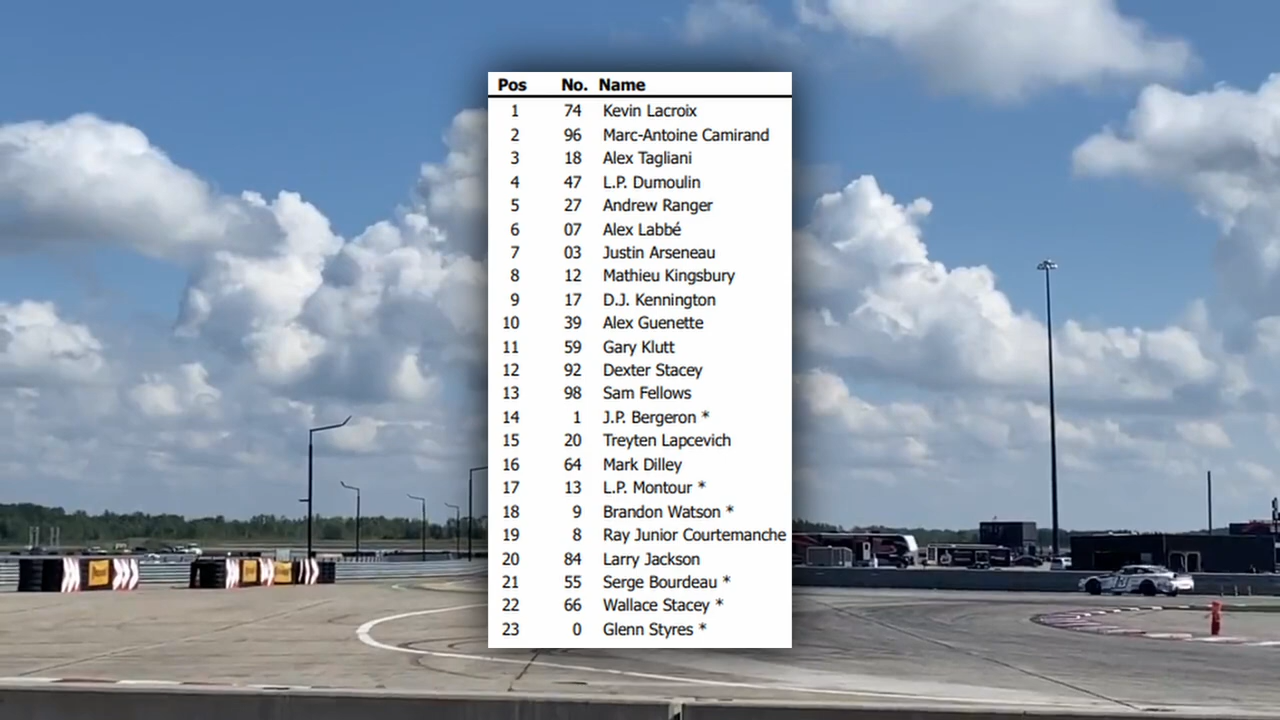 Pos No. Name
1 74 Kevin Lacroix
2 96 Marc-Antoine Camirand
3 18 Alex Tagliani
4 47 L.P. Dumoulin
5 27 Andrew Ranger
6 07 Alex Labbé
7 03 Justin Arseneau
8 12 Mathieu Kingsbury
9 17 D.J. Kennington
10 39 Alex Guenette
11 59 Gary Klutt
12 92 Dexter Stacey
13 98 Sam Fellows
14 1 J.P. Bergeron *
15 20 Treyten Lapcevich
16 64 Mark Dilley
17 13 L.P. Montour *
18 9 Brandon Watson *
19 8 Ray Junior Courtemanche
20 84 Larry Jackson
21 55 Serge Bourdeau *
22 66 Wallace Stacey *
23 0 Glenn Styres *